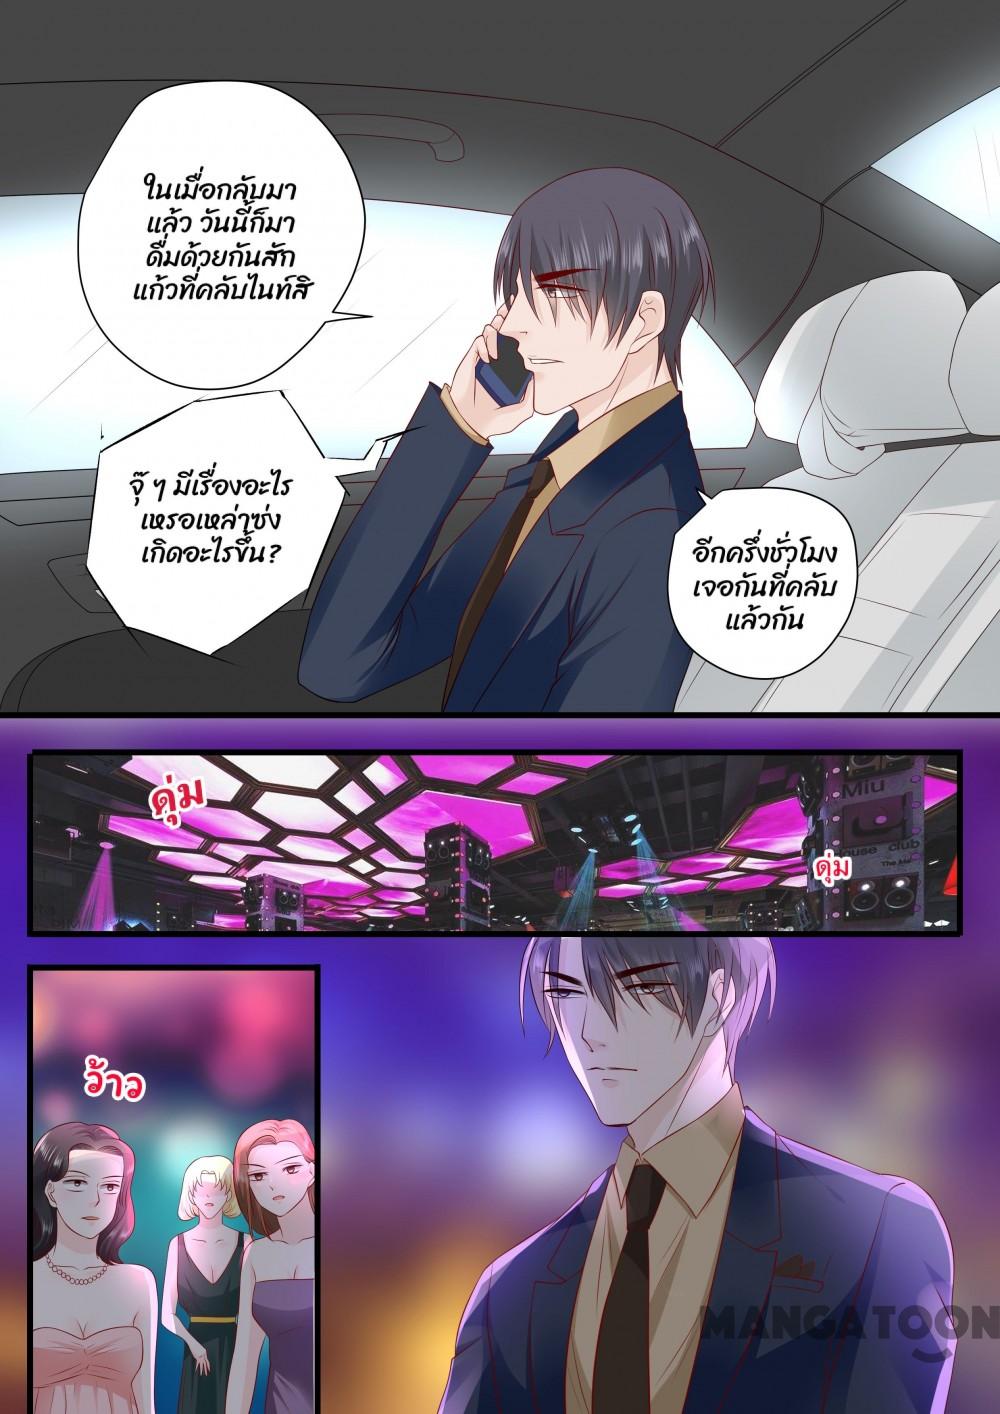 ในเมื่อกลับมา
แล้ว วันนี้ก็มา
ดื่มด้วยกันสัก
แก้วที่คลับไนท์สิ
จุ๊ ๆ มีเรื่องอะไร
เหรอเหล่าซ่ง
เกิดอะไรขึ้น?
อีกครึ่งชั่วโมง
เจอกันที่คลับ
แล้วกัน
ดุ่ม
Miu
House club
The Me
ดุ่ม
ว้าว
MANGATOON